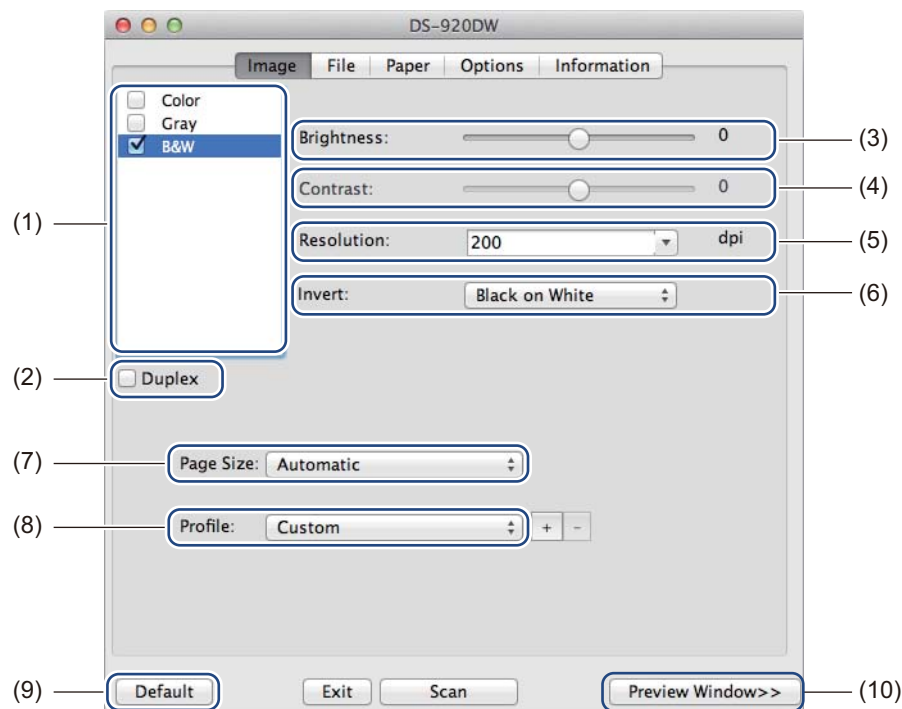 DS-920DW
Image File Paper Options Information
Color
Gray
B&W
Brightness: 0 (3)
Contrast: 0 (4)
(1)
Resolution: 200 dpi (5)
Invert: Black on White (6)
(2) Duplex
(7) Page Size: Automatic
(8) Profile: Custom + -
(9) Default Exit Scan Preview Window>> (10)